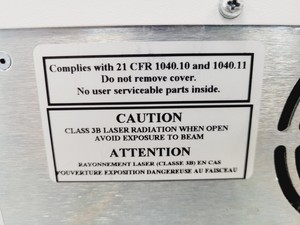 Complies with 21 CFR 1040.10 and 1040.11
Do not remove cover.
No user serviceable parts inside.
CAUTION
CLASS 3B LASER RADIATION WHEN OPEN
AVOID EXPOSURE TO BEAM
ATTENTION
RAYONNEMENT LASER (CLASSE 3B) EN CAS
D'OUVERTURE EXPOSITION DANGEREUSE AU FAISCEAU